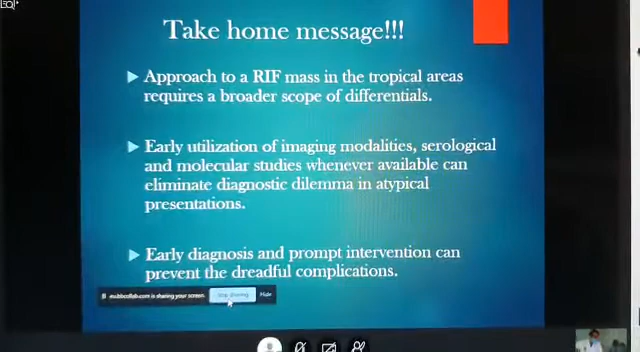 Take home message!!!
Approach to a RIF mass in the tropical areas
requires a broader scope of differentials.
Early utilization of imaging modalities, serological
and molecular studies whenever available can
eliminate diagnostic dilemma in atypical
presentations.
Early diagnosis and prompt intervention can
prevent the dreadful complications.
is sharing your screen. Stop sharing Hide